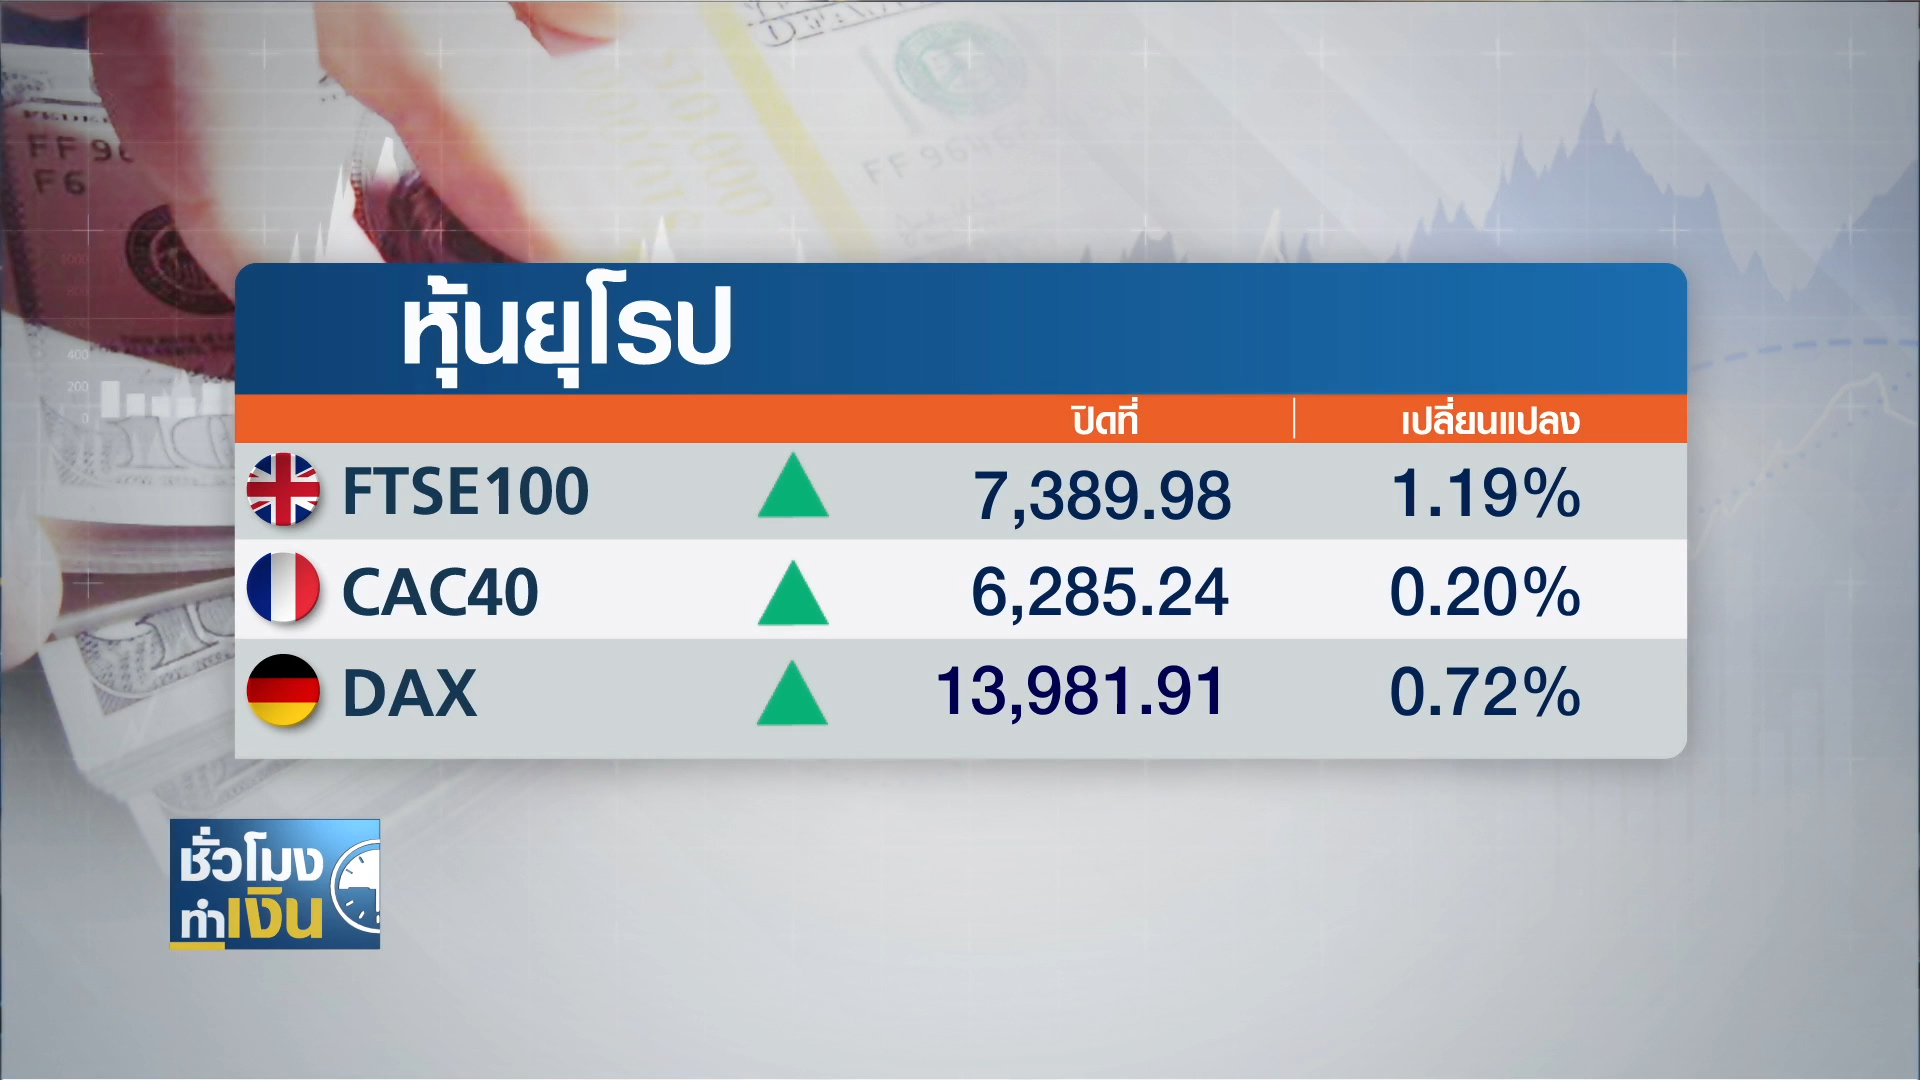 หุ้นยุโรป
ปิดที่ เปลี่ยนแปลง
FTSE100 7,389.98 1.19%
CAC40 6,285.24 0.20%
DAX 13,981.91 0.72%
ชั่วโมง
ทำเงิน